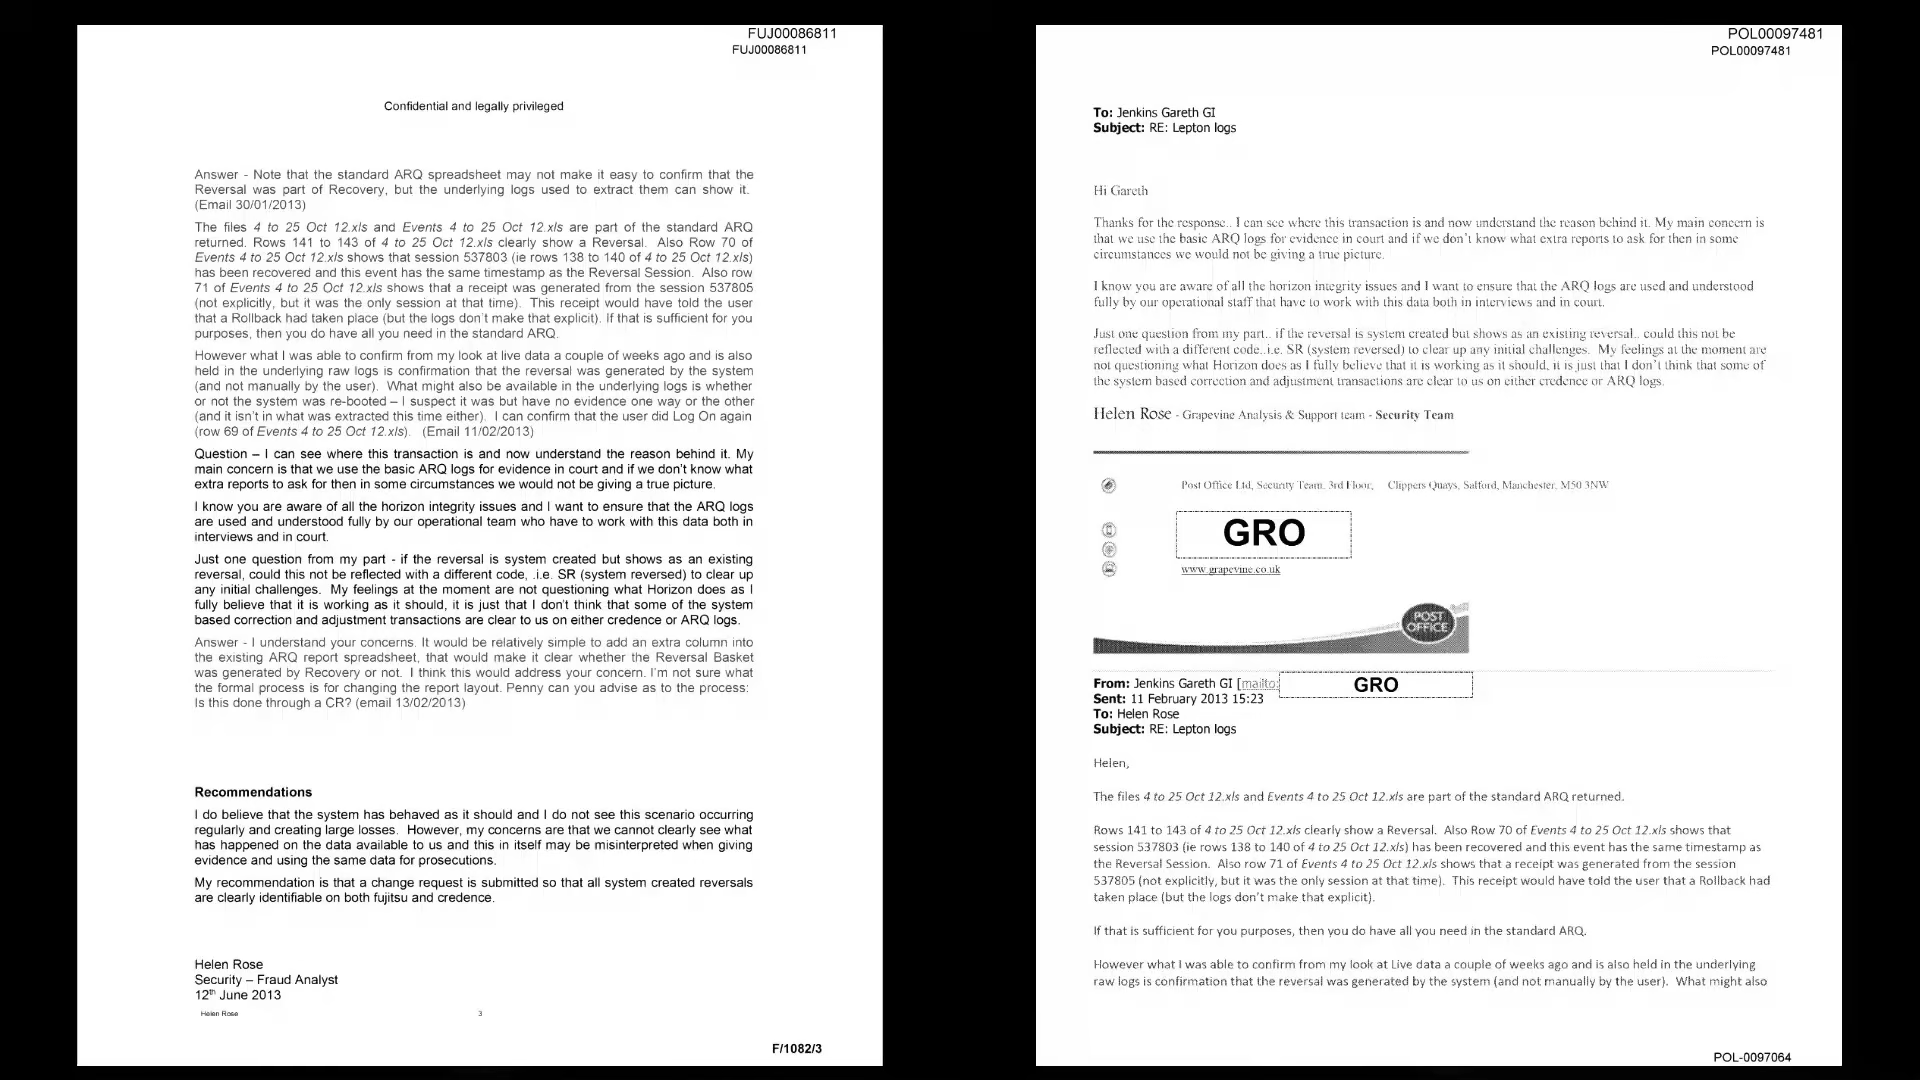 FUJ00086811
FUJ00086811
Confidential and legally privileged
Answer - Note that the standard ARQ spreadsheet may not make it easy to confirm that the
Reversal was part of Recovery, but the underlying logs used to extract them can show it.
(Email 30/01/2013)
The files 4 to 25 Oct 12.xls and Events 4 to 25 Oct 12.xls are part of the standard ARQ
returned. Rows 141 to 143 of 4 to 25 Oct 12.xls clearly show a Reversal. Also Row 70 of
Events 4 to 25 Oct 12.xls shows that session 537803 (ie rows 138 to 140 of 4 to 25 Oct 12.xls)
has been recovered and this event has the same timestamp as the Reversal Session. Also row
71 of Events 4 to 25 Oct 12.xls shows that a receipt was generated from the session 537805
(not explicitly, but it was the only session at that time). This receipt would have told the user
that a Rollback had taken place (but the logs don't make that explicit). If that is sufficient for you
purposes, then you do have all you need in the standard ARQ.
However what I was able to confirm from my look at live data a couple of weeks ago and is also
held in the underlying raw logs is confirmation that the reversal was generated by the system
(and not manually by the user). What might also be available in the underlying logs is whether
or not the system was re-booted – I suspect it was but have no evidence one way or the other
(and it isn't in what was extracted this time either). I can confirm that the user did Log On again
(row 69 of Events 4 to 25 Oct 12.xls). (Email 11/02/2013)
Question – I can see where this transaction is and now understand the reason behind it. My
main concern is that we use the basic ARQ logs for evidence in court and if we don't know what
extra reports to ask for then in some circumstances we would not be giving a true picture.
I know you are aware of all the horizon integrity issues and I want to ensure that the ARQ logs
are used and understood fully by our operational team who have to work with this data both in
interviews and in court.
Just one question from my part - if the reversal is system created but shows as an existing
reversal, could this not be reflected with a different code, .i.e. SR (system reversed) to clear up
any initial challenges. My feelings at the moment are not questioning what Horizon does as I
fully believe that it is working as it should, it is just that I don't think that some of the system
based correction and adjustment transactions are clear to us on either credence or ARQ logs.
Answer - I understand your concerns. It would be relatively simple to add an extra column into
the existing ARQ report spreadsheet, that would make it clear whether the Reversal Basket
was generated by Recovery or not. I think this would address your concern. I'm not sure what
the formal process is for changing the report layout. Penny can you advise as to the process:
Is this done through a CR? (email 13/02/2013)
Recommendations
I do believe that the system has behaved as it should and I do not see this scenario occurring
regularly and creating large losses. However, my concerns are that we cannot clearly see what
has happened on the data available to us and this in itself may be misinterpreted when giving
evidence and using the same data for prosecutions.
My recommendation is that a change request is submitted so that all system created reversals
are clearly identifiable on both fujitsu and credence.
Helen Rose
Security – Fraud Analyst
12th June 2013
Helen Rose 3
F/1082/3
POL00097481
POL00097481
To: Jenkins Gareth GI
Subject: RE: Lepton logs
Hi Gareth
Thanks for the response.. I can see where this transaction is and now understand the reason behind it. My main concern is
that we use the basic ARQ logs for evidence in court and if we don't know what extra reports to ask for then in some
circumstances we would not be giving a true picture.
I know you are aware of all the horizon integrity issues and I want to ensure that the ARQ logs are used and understood
fully by our operational staff that have to work with this data both in interviews and in court.
Just one question from my part.. if the reversal is system created but shows as an existing reversal.. could this not be
reflected with a different code..i.e. SR (system reversed) to clear up any initial challenges. My feelings at the moment are
not questioning what Horizon does as I fully believe that it is working as it should, it is just that I don't think that some of
the system based correction and adjustment transactions are clear to us on either credence or ARQ logs.
Helen Rose - Grapevine Analysis & Support team - Security Team
Post Office Ltd, Security Team, 3rd Floor, Clippers Quays, Salford, Manchester, M50 3NW
GRO
www.grapevine.co.uk
POST
OFFICE
From: Jenkins Gareth GI [mailto: GRO
Sent: 11 February 2013 15:23
To: Helen Rose
Subject: RE: Lepton logs
Helen,
The files 4 to 25 Oct 12.xls and Events 4 to 25 Oct 12.xls are part of the standard ARQ returned.
Rows 141 to 143 of 4 to 25 Oct 12.xls clearly show a Reversal. Also Row 70 of Events 4 to 25 Oct 12.xls shows that
session 537803 (ie rows 138 to 140 of 4 to 25 Oct 12.xls) has been recovered and this event has the same timestamp as
the Reversal Session. Also row 71 of Events 4 to 25 Oct 12.xls shows that a receipt was generated from the session
537805 (not explicitly, but it was the only session at that time). This receipt would have told the user that a Rollback had
taken place (but the logs don't make that explicit).
If that is sufficient for you purposes, then you do have all you need in the standard ARQ.
However what I was able to confirm from my look at Live data a couple of weeks ago and is also held in the underlying
raw logs is confirmation that the reversal was generated by the system (and not manually by the user). What might also
POL-0097064